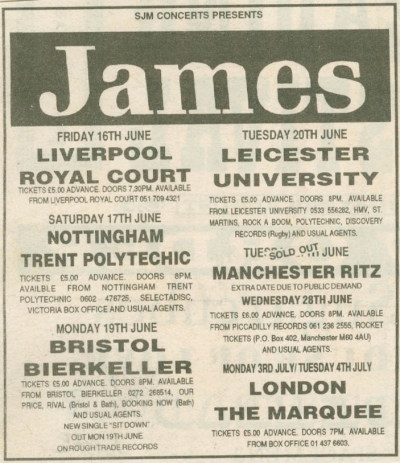 SJM CONCERTS PRESENTS
James
FRIDAY 16TH JUNE
LIVERPOOL
ROYAL COURT
TICKETS £5.00 ADVANCE. DOORS 7.30PM. AVAILABLE
FROM LIVERPOOL ROYAL COURT 051 709 4321
SATURDAY 17TH JUNE
NOTTINGHAM
TRENT POLYTECHIC
TICKETS £5.00 ADVANCE DOORS 8PM.
AVAILBLE FROM NOTTINGHAM TRENT
POLYTECHNIC 0602 476725, SELECTADISC,
VICTORIA BOX OFFICE AND USUAL AGENTS.
MONDAY 19TH JUNE
BRISTOL
BIERKELLER
TICKETS £5.00 ADVANCE. DOORS 8PM. AVAILABLE
FROM BRISTOL BIERKELLER 0272 268514, OUR
PRICE, RIVAL (Bristol & Bath), BOOKING NOW (Bath)
AND USUAL AGENTS.
NEW SINGLE "SIT DOWN"
OUT MON 19TH JUNE
ON ROUGH TRADE RECORDS
TUESDAY 20TH JUNE
LEICESTER
UNIVERSITY
TICKETS £5.00 ADVANCE. DOORS 8PM. AVAILABLE
FROM LEICESTER UNIVERSITY 0533 556282, HMV, ST.
MARTINS, ROCK A BOOM, POLYTECHNIC, DISCOVERY
RECORDS (Rugby) AND USUAL AGENTS.
SOLD OUT JUNE
MANCHESTER RITZ
EXTRA DATE DUE TO PUBLIC DEMAND
WEDNESDAY 28TH JUNE
TICKETS £6.00 ADVANCE. DOORS 8PM. AVAILABLE
FROM PICCADILLY RECORDS 061 236 2555, ROCKET
TICKETS (P.O. Box 402, Manchester M60 4AU)
AND USUAL AGENTS.
MONDAY 3RD JULY/TUESDAY 4TH JULY
LONDON
THE MARQUEE
TICKETS £5.00 ADVANCE. DOORS 7PM. AVAILABLE
FROM BOX OFFICE 01 437 6603.